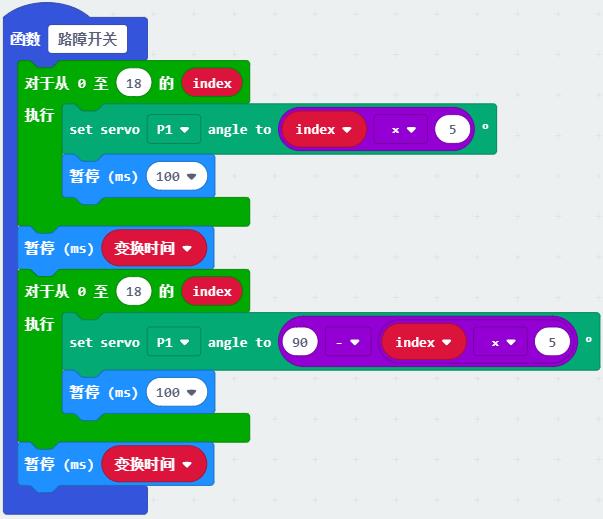 函数 路障开关
对于从 0 至 18 的 index
执行
set servo P1 angle to index x 5 °
暂停 (ms) 100
暂停 (ms) 变换时间
对于从 0 至 18 的 index
执行
set servo P1 angle to 90 - index x 5 °
暂停 (ms) 100
暂停 (ms) 变换时间